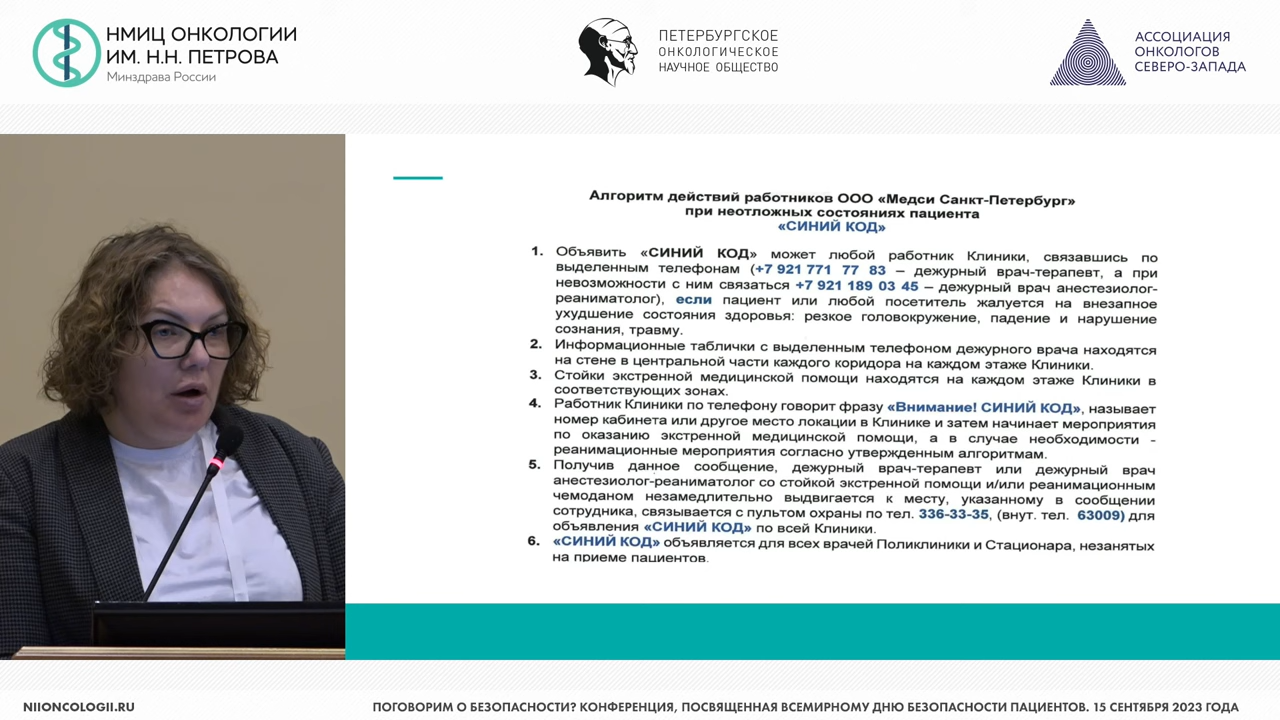 НМИЦ ОНКОЛОГИИ
ИМ. Н.Н. ПЕТРОВА
Минздрава России
ПЕТЕРБУРГСКОЕ
ОНКОЛОГИЧЕСКОЕ
НАУЧНОЕ ОБЩЕСТВО
АССОЦИАЦИЯ
ОНКОЛОГОВ
СЕВЕРО-ЗАПАДА
Алгоритм действий работников ООО «Медси Санкт-Петербург»
при неотложных состояниях пациента
«СИНИЙ КОД»
1. Объявить «СИНИЙ КОД» может любой работник Клиники, связавшись по
выделенным телефонам (+7 921 771 77 83 – дежурный врач-терапевт, а при
невозможности с ним связаться +7 921 189 03 45 – дежурный врач анестезиолог-
реаниматолог), если пациент или любой посетитель жалуется на внезапное
ухудшение состояния здоровья: резкое головокружение, падение и нарушение
сознания, травму.
2. Информационные таблички с выделенным телефоном дежурного врача находятся
на стене в центральной части каждого коридора на каждом этаже Клиники.
3. Стойки экстренной медицинской помощи находятся на каждом этаже Клиники в
соответствующих зонах.
4. Работник Клиники по телефону говорит фразу «Внимание! СИНИЙ КОД», называет
номер кабинета или другое место локации в Клинике и затем начинает мероприятия
по оказанию экстренной медицинской помощи, а в случае необходимости -
реанимационные мероприятия согласно утвержденным алгоритмам.
5. Получив данное сообщение, дежурный врач-терапевт или дежурный врач
анестезиолог-реаниматолог со стойкой экстренной помощи и/или реанимационным
чемоданом незамедлительно выдвигается к месту, указанному в сообщении
сотрудника, связывается с пультом охраны по тел. 336-33-35, (внут. тел. 63009) для
объявления «СИНИЙ КОД» по всей Клиники.
6. «СИНИЙ КОД» объявляется для всех врачей Поликлиники и Стационара, незанятых
на приеме пациентов.
NIIONCOLOGII.RU
ПОГОВОРИМ О БЕЗОПАСНОСТИ? КОНФЕРЕНЦИЯ, ПОСВЯЩЕННАЯ ВСЕМИРНОМУ ДНЮ БЕЗОПАСНОСТИ ПАЦИЕНТОВ. 15 СЕНТЯБРЯ 2023 ГОДА